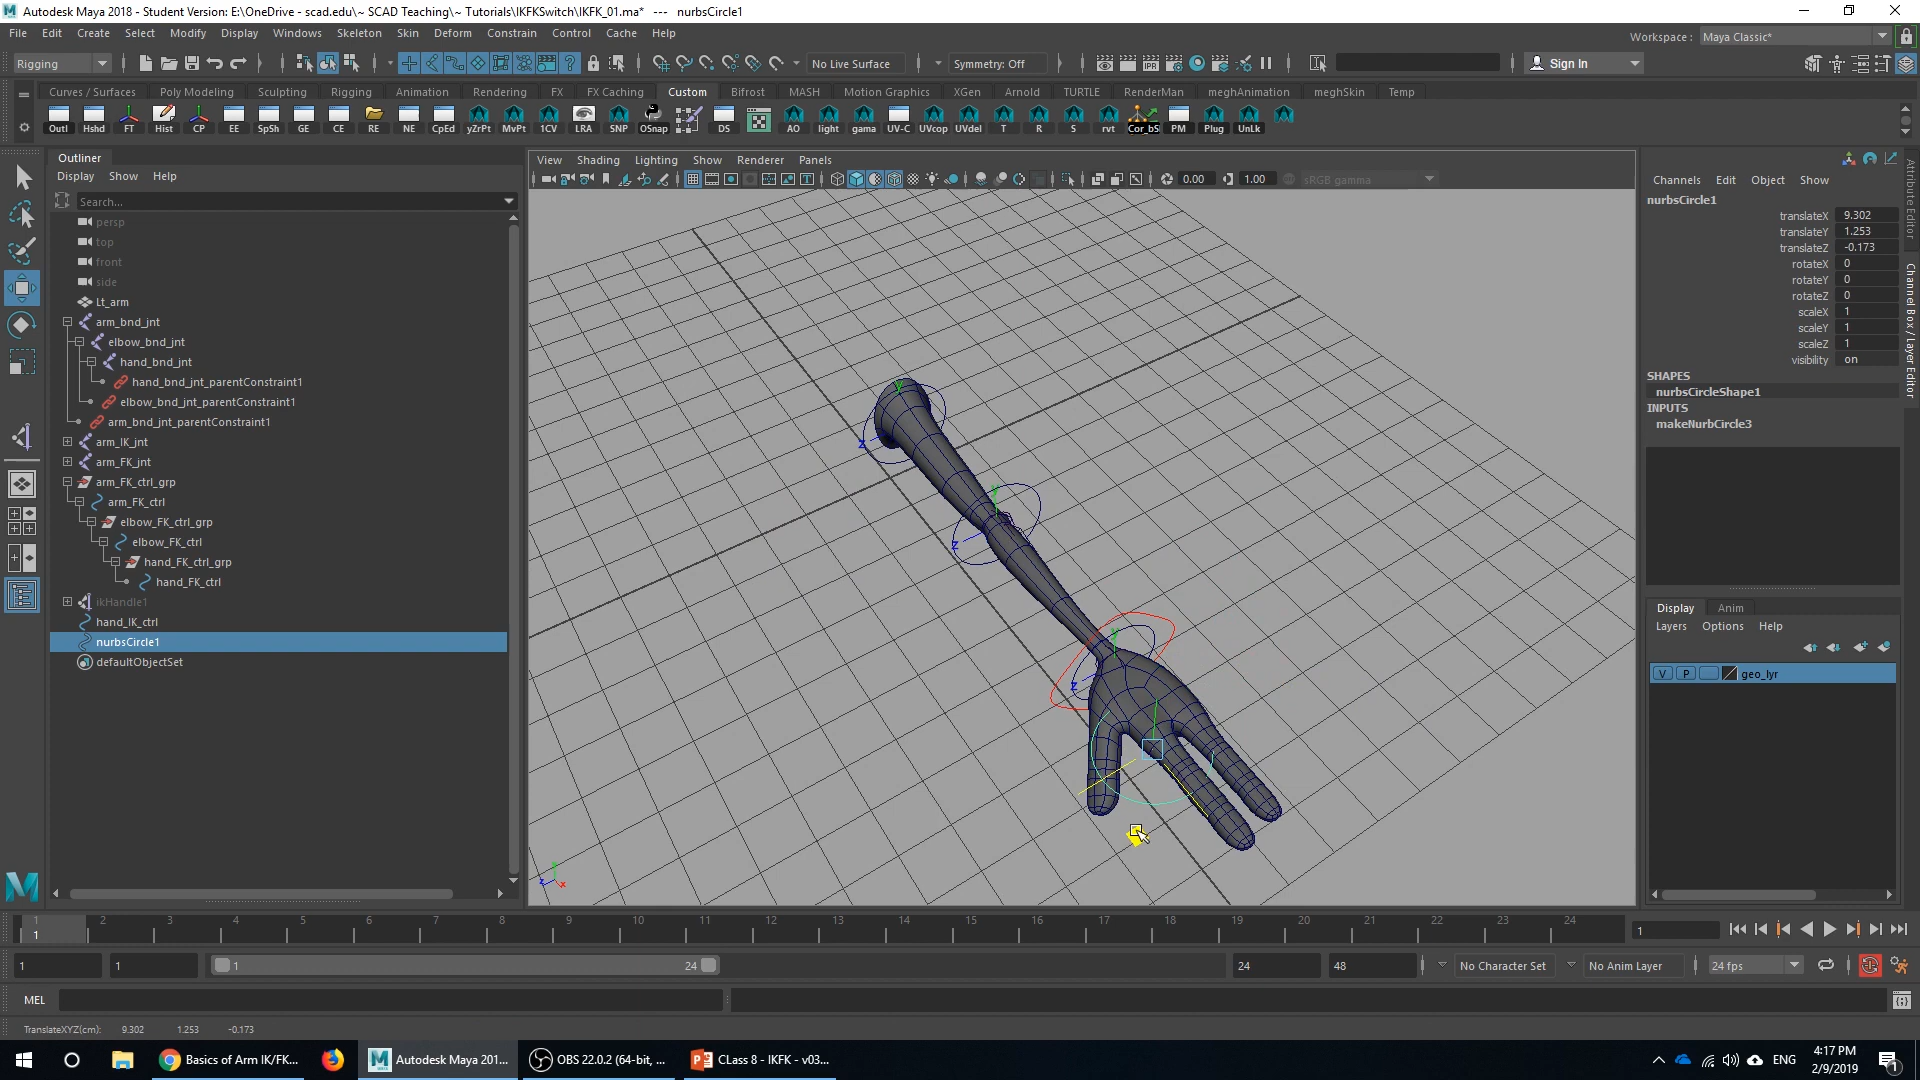 Autodesk Maya 2018 - Student Version: E:\OneDrive - scad.edu\~ SCAD Teaching\~ Tutorials\IKFKSwitch\IKFK_01.ma*   ---   nurbsCircle1
File Edit Create Select Modify Display Windows Skeleton Skin Deform Constrain Control Cache Help
Workspace : Maya Classic*
Rigging No Live Surface Symmetry: Off Sign In
Curves / Surfaces Poly Modeling Sculpting Rigging Animation Rendering FX FX Caching Custom Bifrost MASH Motion Graphics XGen Arnold TURTLE RenderMan meghAnimation meghSkin Temp
Outl Hshd FT Hist CP EE SpSh GE CE RE NE CpEd yzRPt MvPt 1CV LRA SNP OSnap DS AO light gama UV-C UVcop UVdel T R S rvt Cor_bS PM Plug UnLk
Outliner
Display Show Help
Search...
persp
top
front
side
Lt_arm
arm_bnd_jnt
elbow_bnd_jnt
hand_bnd_jnt
hand_bnd_jnt_parentConstraint1
elbow_bnd_jnt_parentConstraint1
arm_bnd_jnt_parentConstraint1
arm_IK_jnt
arm_FK_jnt
arm_FK_ctrl_grp
arm_FK_ctrl
elbow_FK_ctrl_grp
elbow_FK_ctrl
hand_FK_ctrl_grp
hand_FK_ctrl
ikHandle1
hand_IK_ctrl
nurbsCircle1
defaultObjectSet
View Shading Lighting Show Renderer Panels
0.00 1.00 sRGB gamma
y
z
y
z
y
z
Channels Edit Object Show
nurbsCircle1
translateX 9.302
translateY 1.253
translateZ -0.173
rotateX 0
rotateY 0
rotateZ 0
scaleX 1
scaleY 1
scaleZ 1
visibility on
SHAPES
nurbsCircleShape1
INPUTS
makeNurbCircle3
Attribute Editor
Channel Box / Layer Editor
Display Anim
Layers Options Help
V P geo_lyr
1 2 3 4 5 6 7 8 9 10 11 12 13 14 15 16 17 18 19 20 21 22 23 24
1 1
1 1 1 24 24 48 No Character Set No Anim Layer 24 fps
MEL
TranslateXYZ(cm): 9.302 1.253 -0.173
Basics of Arm IK/FK... Autodesk Maya 201... OBS 22.0.2 (64-bit, ... CLass 8 - IKFK - v03... ENG 4:17 PM
2/9/2019